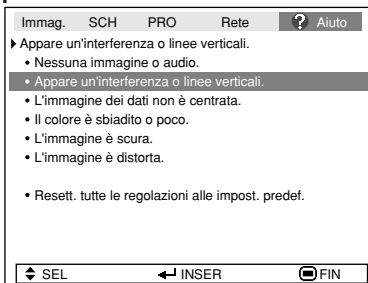 Immag. SCH PRO Rete ? Aiuto
Appare un'interferenza o linee verticali.
• Nessuna immagine o audio.
• Appare un'interferenza o linee verticali.
• L'immagine dei dati non è centrata.
• Il colore è sbiadito o poco.
• L'immagine è scura.
• L'immagine è distorta.
• Resett. tutte le regolazioni alle impost. predef.
SEL INSER FIN